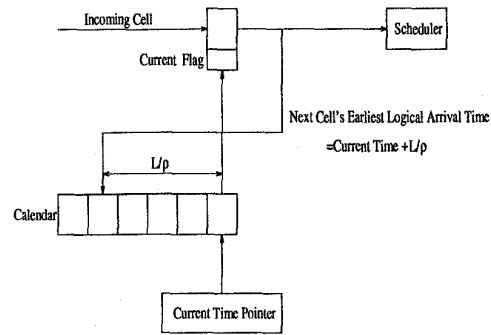 Incoming Cell
Scheduler
Current Flag
Next Cell's Earliest Logical Arrival Time
=Current Time +L/ρ
L/ρ
Calendar
Current Time Pointer